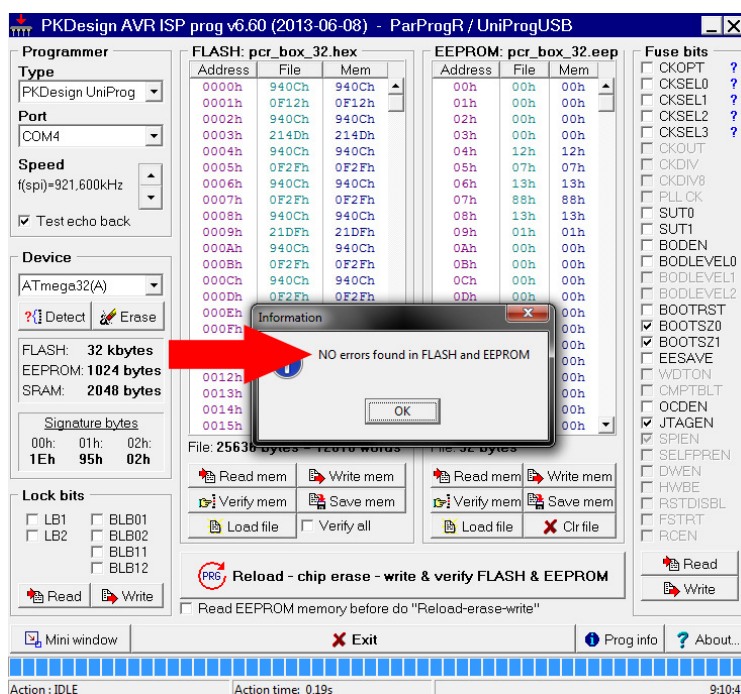 PKDesign AVR ISP prog v6.60 (2013-06-08) - ParProgR / UniProgUSB
Programmer
Type
PKDesign UniProg
Port
COM4
Speed
f(spi)=921,600kHz
Test echo back
Device
ATmega32(A)
?{] Detect
Erase
FLASH: 32 kbytes
EEPROM: 1024 bytes
SRAM: 2048 bytes
Signature bytes
00h: 01h: 02h:
1Eh 95h 02h
Lock bits
LB1 BLB01
LB2 BLB02
BLB11
BLB12
Read Write
FLASH: pcr_box_32.hex
Address File Mem
0000h 940Ch 940Ch
0001h 0F12h 0F12h
0002h 940Ch 940Ch
0003h 214Dh 214Dh
0004h 940Ch 940Ch
0005h 0F2Fh 0F2Fh
0006h 940Ch 940Ch
0007h 0F2Fh 0F2Fh
0008h 940Ch 940Ch
0009h 21DFh 21DFh
000Ah 940Ch 940Ch
000Bh 0F2Fh 0F2Fh
000Ch 940Ch 940Ch
000Dh 0F2Fh 0F2Fh
000Eh
000Fh
0012h
0013h
0014h
0015h
Read mem Write mem
Verify mem Save mem
Load file Verify all
EEPROM: pcr_box_32.eep
Address File Mem
00h 00h 00h
01h 00h 00h
02h 00h 00h
03h 00h 00h
04h 12h 12h
05h 07h 07h
06h 13h 13h
07h 88h 88h
08h 13h 13h
09h 01h 01h
0Ah 00h 00h
0Bh 00h 00h
0Ch 00h 00h
0Dh 00h 00h
00h
00h
00h
00h
00h
00h
00h
00h
Read mem Write mem
Verify mem Save mem
Load file Clr file
Information
NO errors found in FLASH and EEPROM
OK
PRG Reload - chip erase - write & verify FLASH & EEPROM
Read EEPROM memory before do "Reload-erase-write"
Fuse bits
CKOPT ?
CKSEL0 ?
CKSEL1 ?
CKSEL2 ?
CKSEL3 ?
CKOUT
CKDIV
CKDIV8
PLL CK
SUT0
SUT1
BODEN
BODLEVEL0
BODLEVEL1
BODLEVEL2
BOOTRST
BOOTSZ0
BOOTSZ1
EESAVE
WDTON
CMPTBLT
OCDEN
JTAGEN
SPIEN
SELFPREN
DWEN
HWBE
RSTDISBL
FSTRT
RCEN
Read
Write
Mini window
Exit
Prog info
? About...
Action : IDLE
Action time: 0.19s
9:10:4